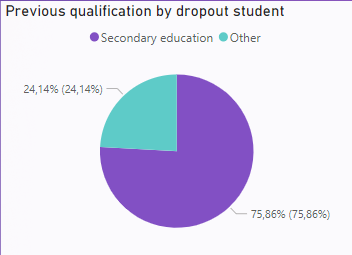 Previous qualification by dropout student
Secondary education Other
24,14% (24,14%)
75,86% (75,86%)